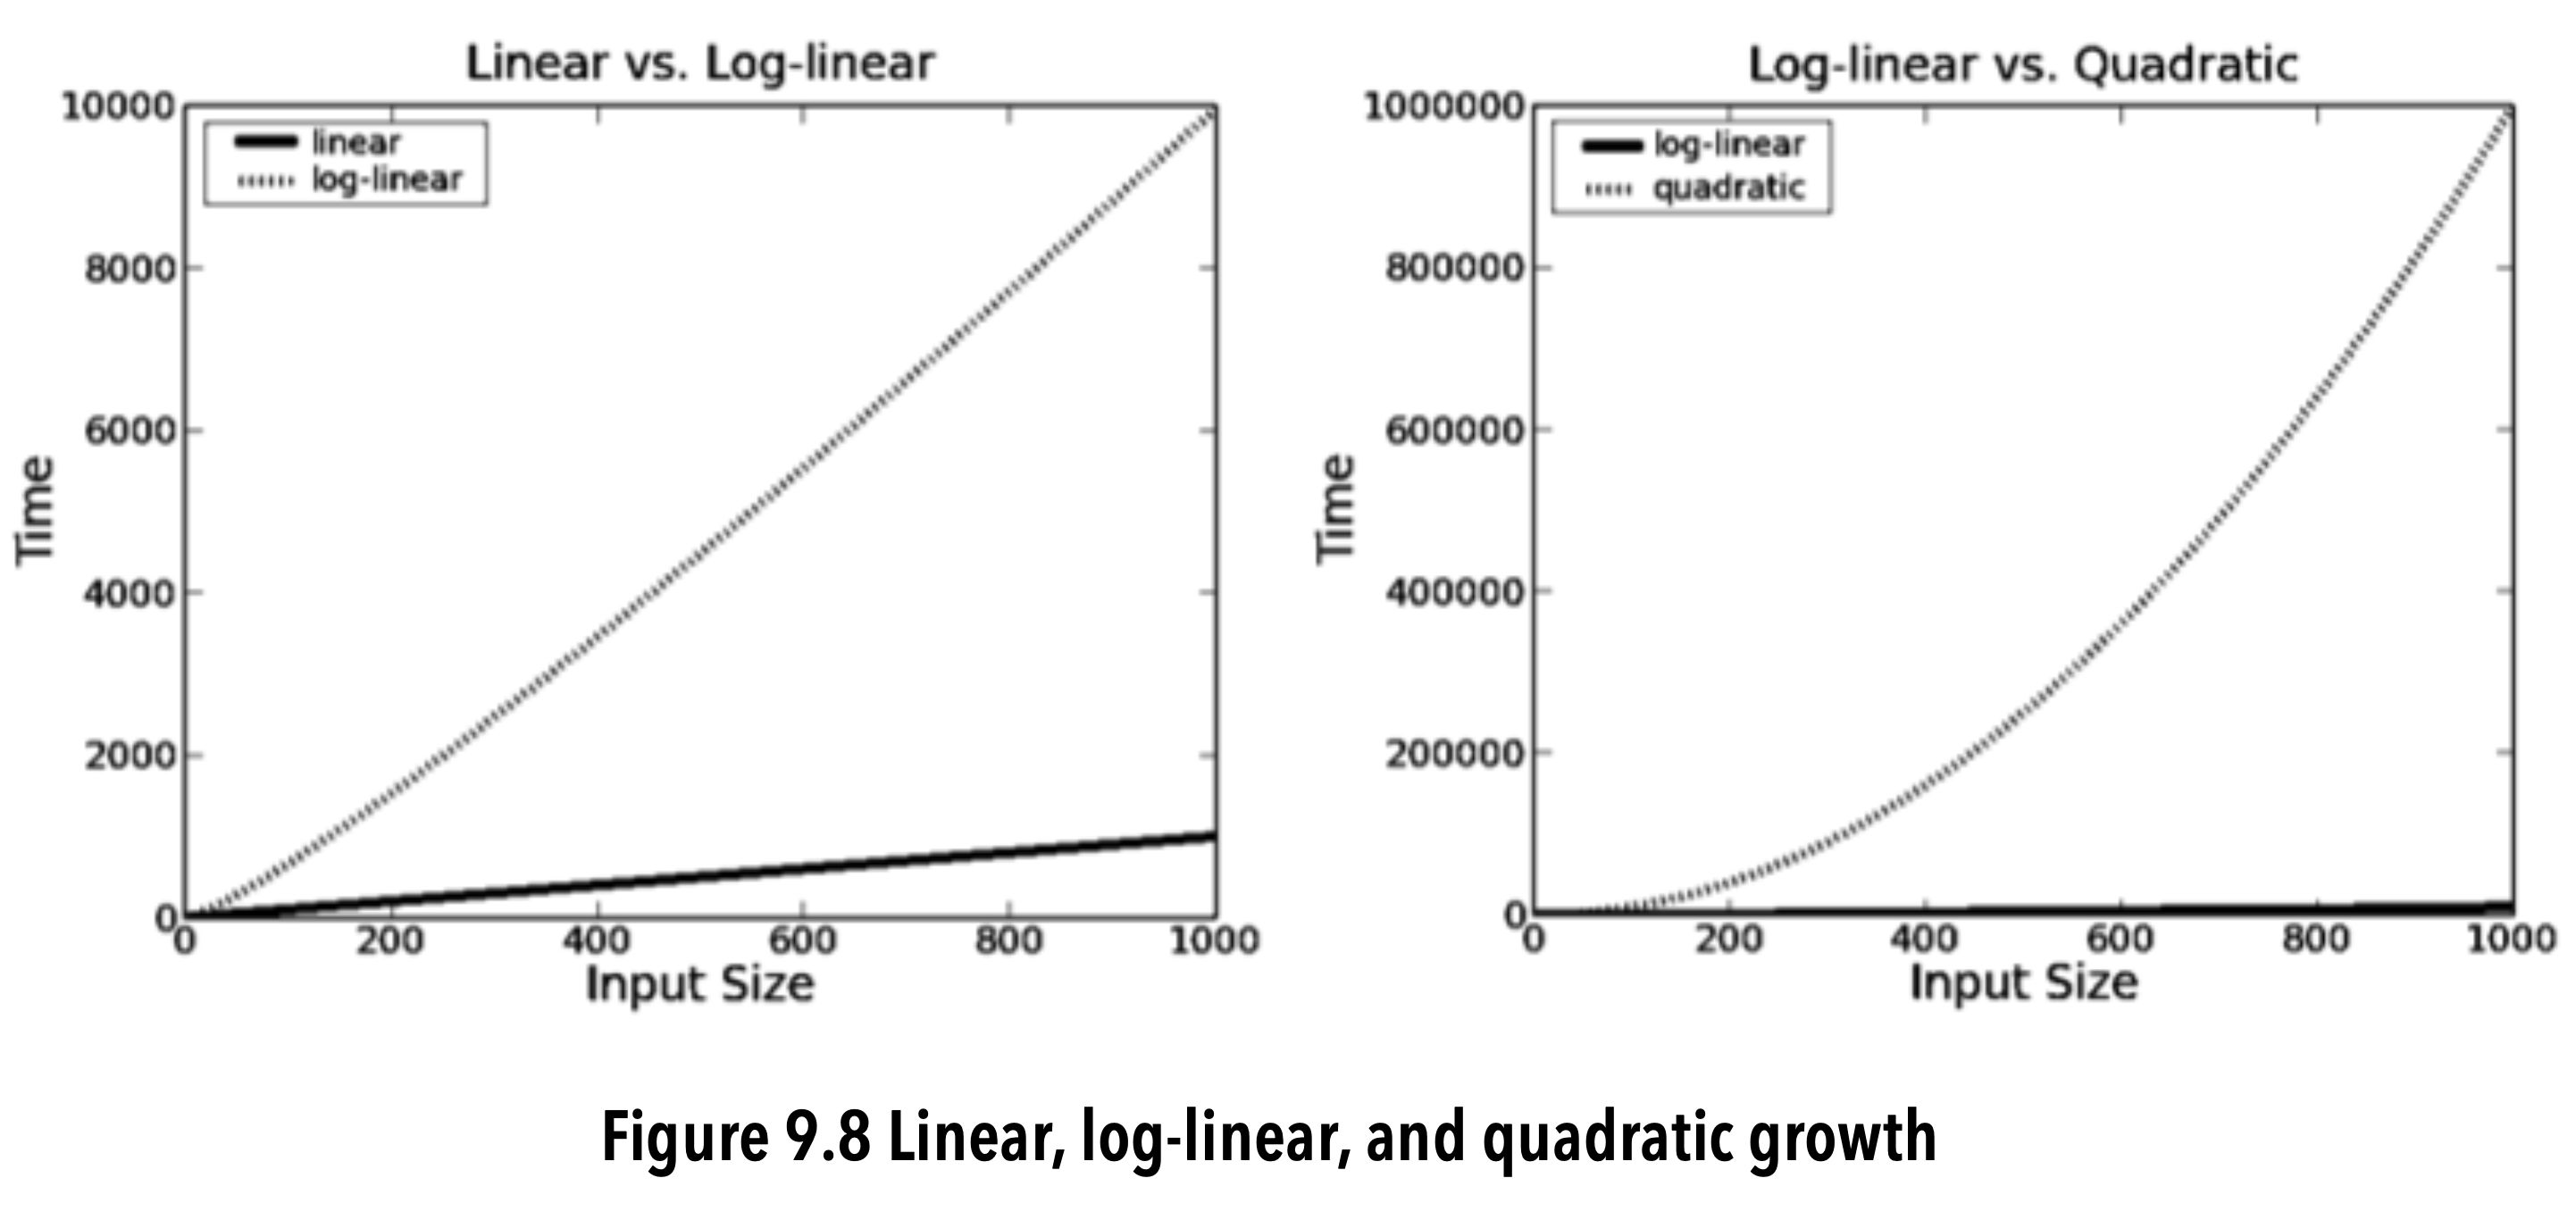 Linear vs. Log-linear
10000
8000
6000
4000
2000
0
Time
linear
log-linear
0 200 400 600 800 1000
Input Size
Log-linear vs. Quadratic
1000000
800000
600000
400000
200000
0
Time
log-linear
quadratic
0 200 400 600 800 1000
Input Size
Figure 9.8 Linear, log-linear, and quadratic growth